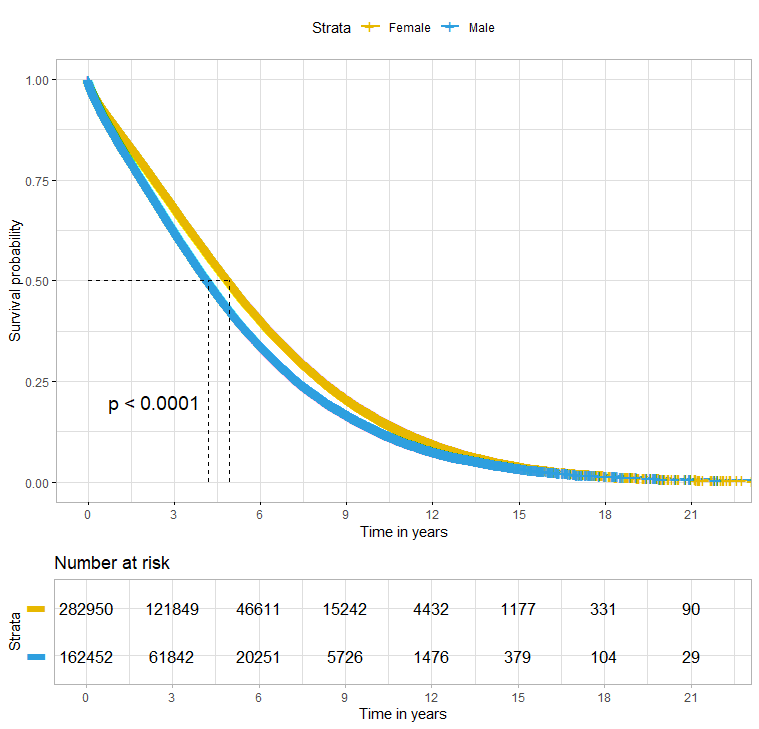 Strata Female Male
1.00
0.75
0.50
0.25
0.00
Survival probability
p < 0.0001
0 3 6 9 12 15 18 21
Time in years
Number at risk
Strata
282950 121849 46611 15242 4432 1177 331 90
162452 61842 20251 5726 1476 379 104 29
0 3 6 9 12 15 18 21
Time in years